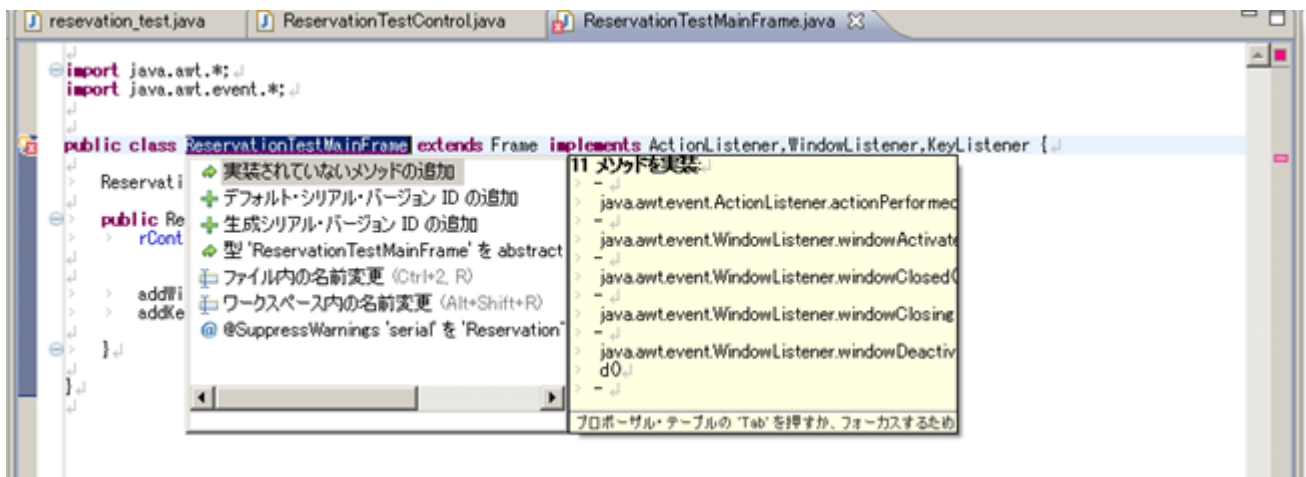 resevation_test.java ReservationTestControl.java ReservationTestMainFrame.java
import java.awt.*;
import java.awt.event.*;
public class ReservationTestMainFrame extends Frame implements ActionListener,WindowListener,KeyListener {
Reservati
public Re
rCont
addWi
addKe
}
}
実装されていないメソッドの追加
デフォルト・シリアル・バージョン ID の追加
生成シリアル・バージョン ID の追加
型 'ReservationTestMainFrame' を abstract
ファイル内の名前変更 (Ctrl+2, R)
ワークスペース内の名前変更 (Alt+Shift+R)
@ @SuppressWarnings 'serial' を 'Reservation
11 メソッドを実装:
-
java.awt.event.ActionListener.actionPerformed
-
java.awt.event.WindowListener.windowActivate
-
java.awt.event.WindowListener.windowClosed(
-
java.awt.event.WindowListener.windowClosing
-
java.awt.event.WindowListener.windowDeactiv
d()
-
プロポーザル・テーブルの 'Tab' を押すか、フォーカスするため